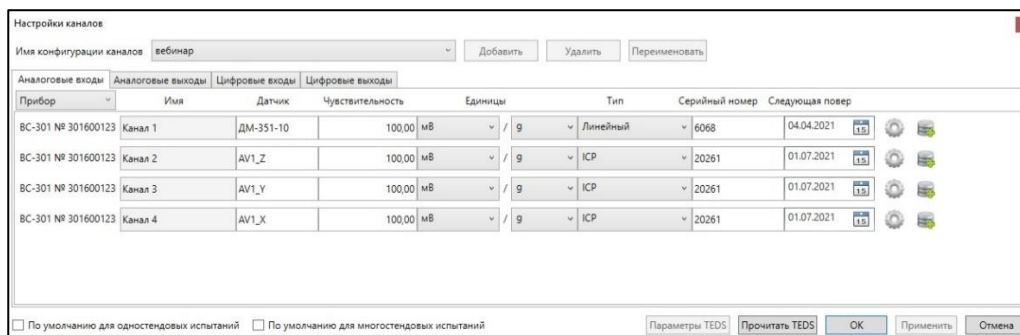 Настройки каналов
Имя конфигурации каналов вебинар Добавить Удалить Переименовать
Аналоговые входы Аналоговые выходы Цифровые входы Цифровые выходы
Прибор Имя Датчик Чувствительность Единицы Тип Серийный номер Следующая повер
ВС-301 № 301600123 Канал 1 ДМ-351-10 100,00 мВ / g Линейный 6068 04.04.2021 15
ВС-301 № 301600123 Канал 2 AV1_Z 100,00 мВ / g ICP 20261 01.07.2021 15
ВС-301 № 301600123 Канал 3 AV1_Y 100,00 мВ / g ICP 20261 01.07.2021 15
ВС-301 № 301600123 Канал 4 AV1_X 100,00 мВ / g ICP 20261 01.07.2021 15
По умолчанию для одностендовых испытаний По умолчанию для многостендовых испытаний Параметры TEDS Прочитать TEDS OK Применить Отмена